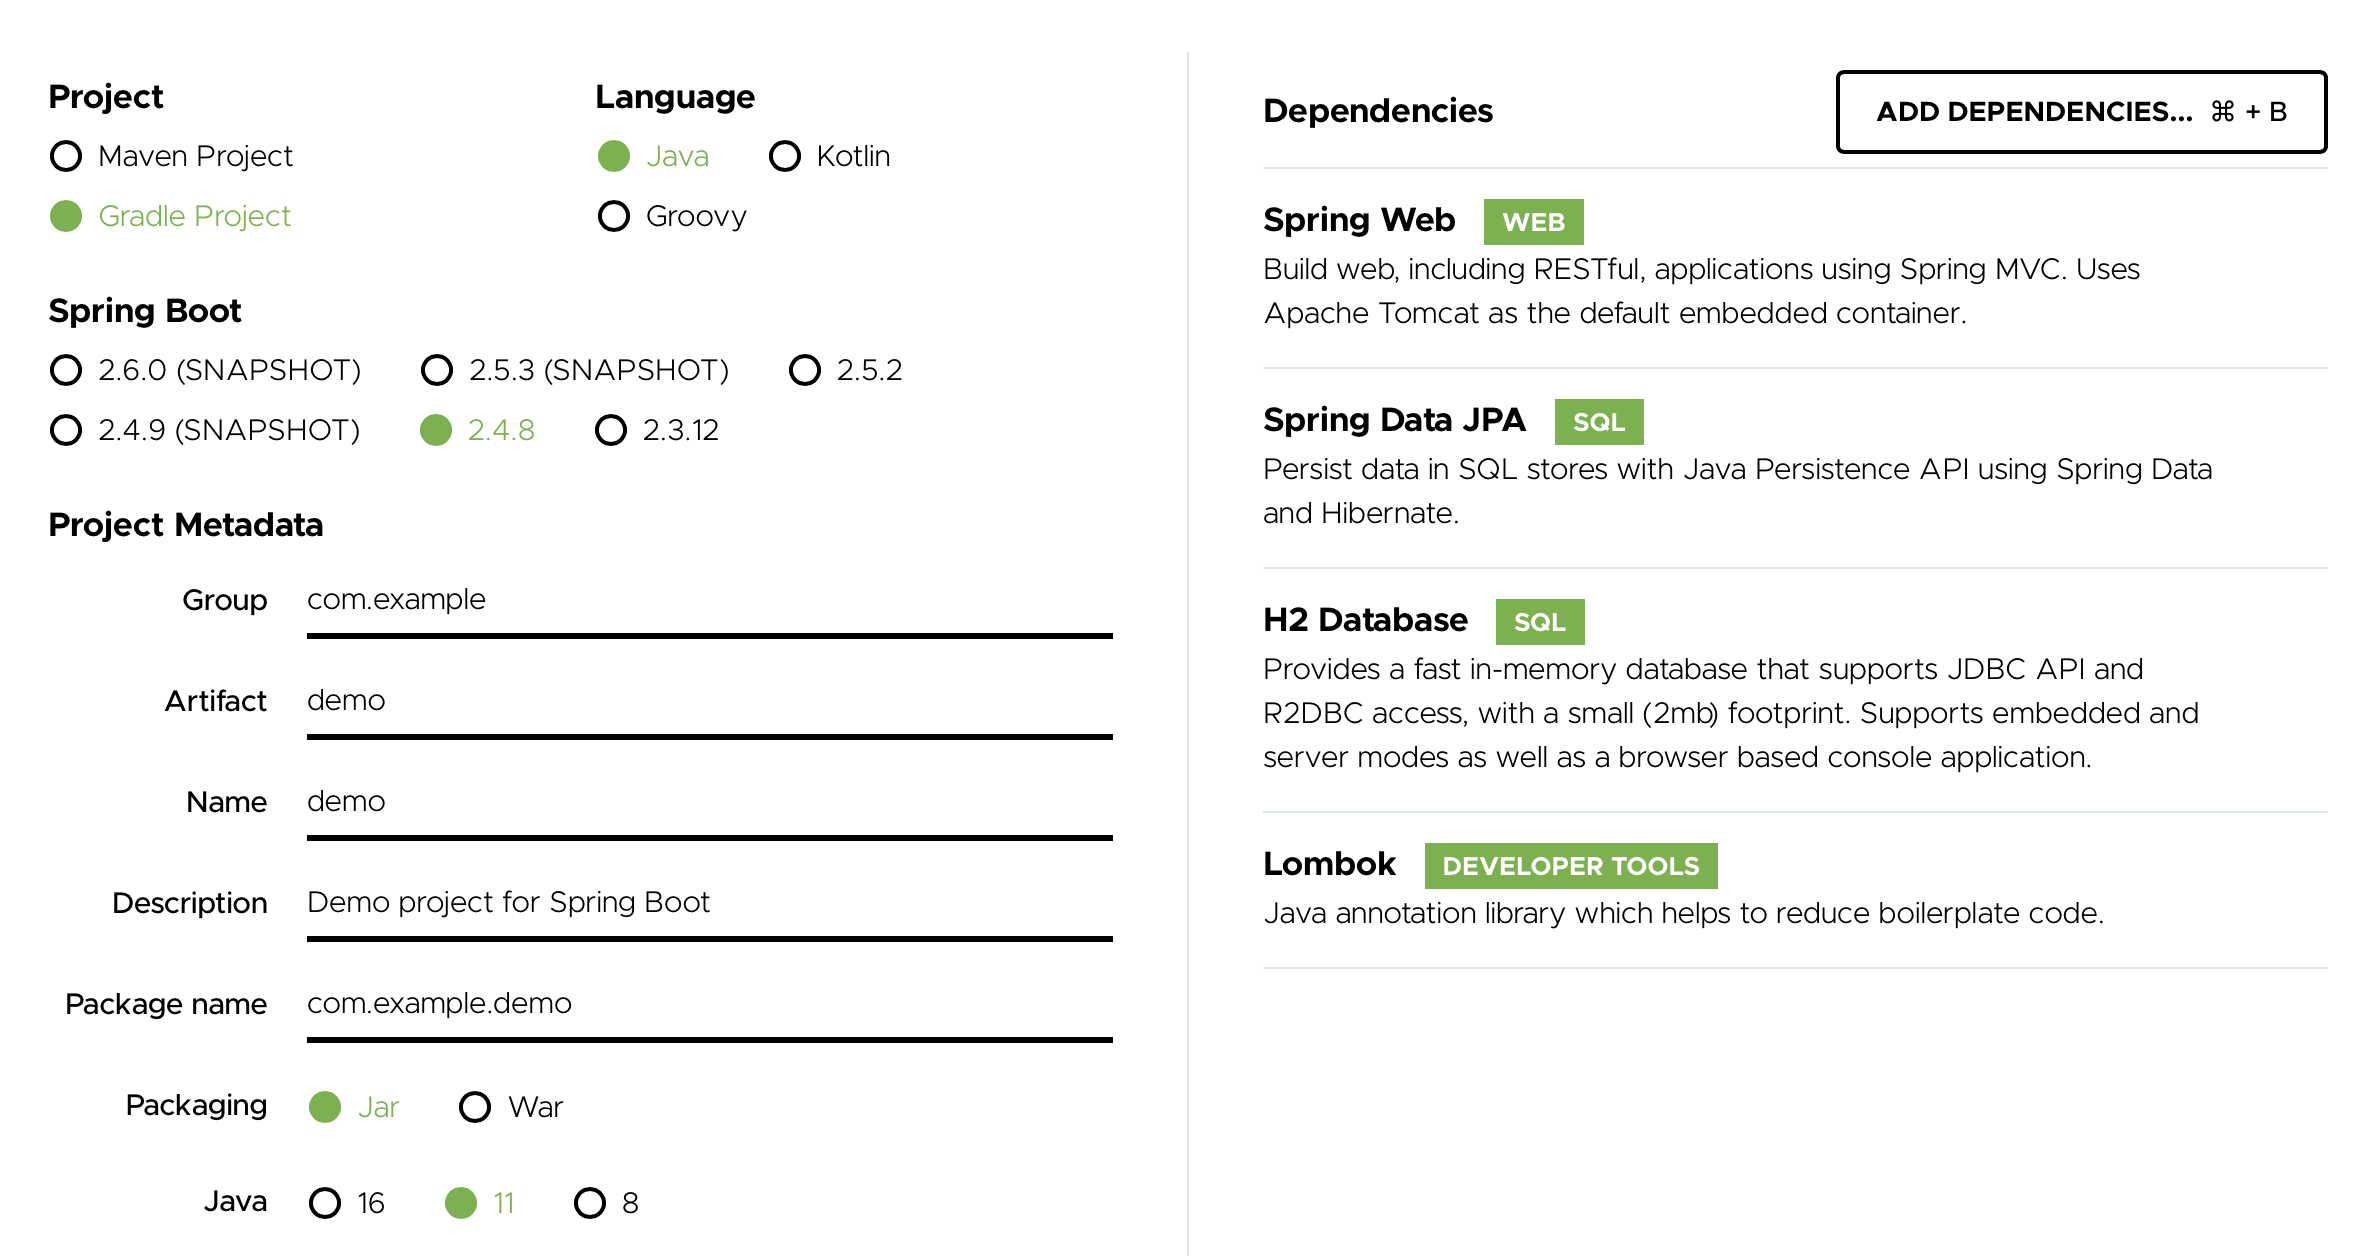 Project
Maven Project
Gradle Project
Language
Java Kotlin
Groovy
Spring Boot
2.6.0 (SNAPSHOT) 2.5.3 (SNAPSHOT) 2.5.2
2.4.9 (SNAPSHOT) 2.4.8 2.3.12
Project Metadata
Group com.example
Artifact demo
Name demo
Description Demo project for Spring Boot
Package name com.example.demo
Packaging Jar War
Java 16 11 8
Dependencies ADD DEPENDENCIES... ⌘ + B
Spring Web WEB
Build web, including RESTful, applications using Spring MVC. Uses
Apache Tomcat as the default embedded container.
Spring Data JPA SQL
Persist data in SQL stores with Java Persistence API using Spring Data
and Hibernate.
H2 Database SQL
Provides a fast in-memory database that supports JDBC API and
R2DBC access, with a small (2mb) footprint. Supports embedded and
server modes as well as a browser based console application.
Lombok DEVELOPER TOOLS
Java annotation library which helps to reduce boilerplate code.